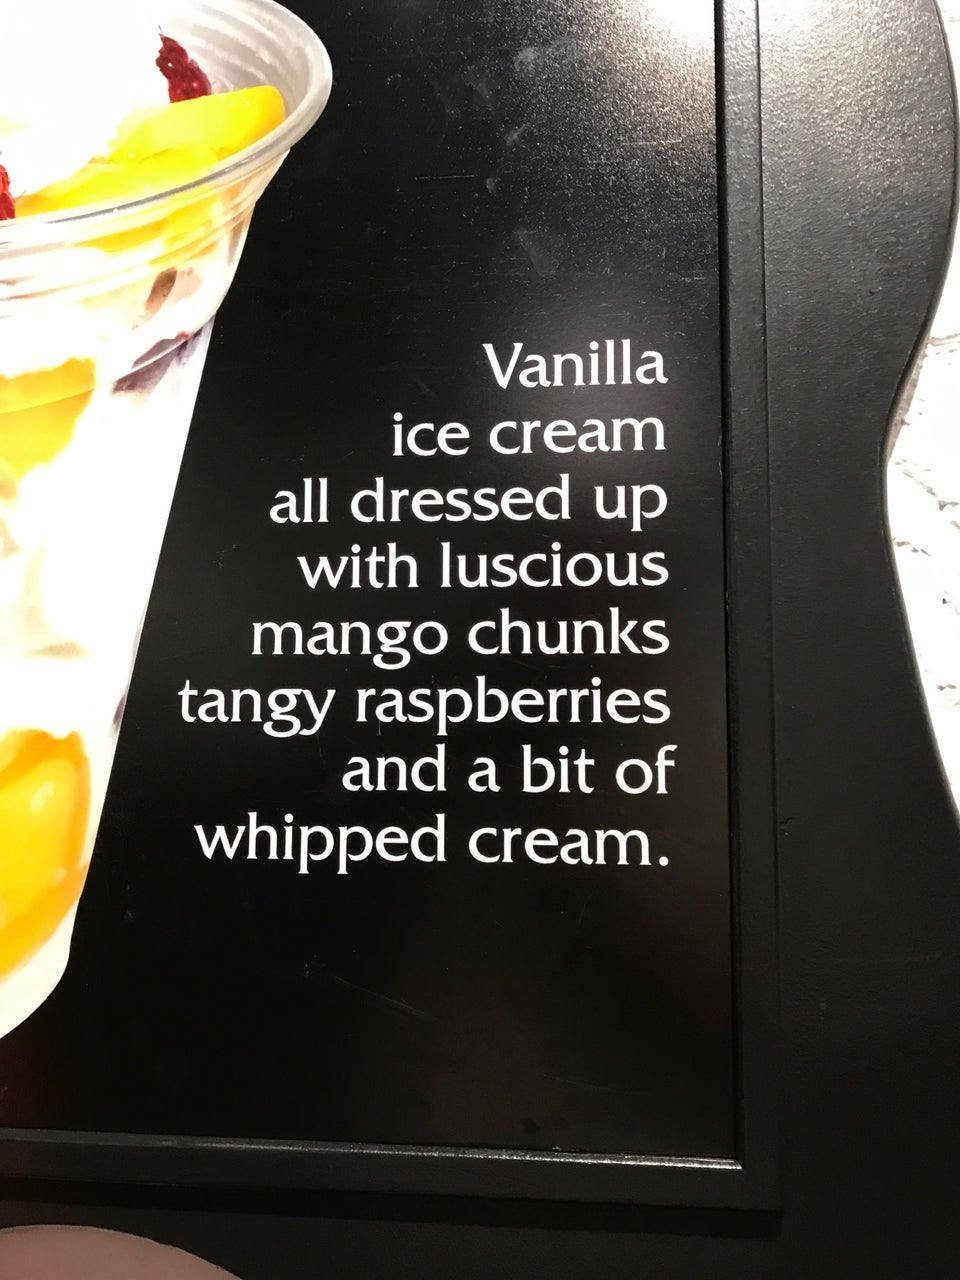 Vanilla
ice cream
all dressed up
with luscious
mango chunks
tangy raspberries
and a bit of
whipped cream.